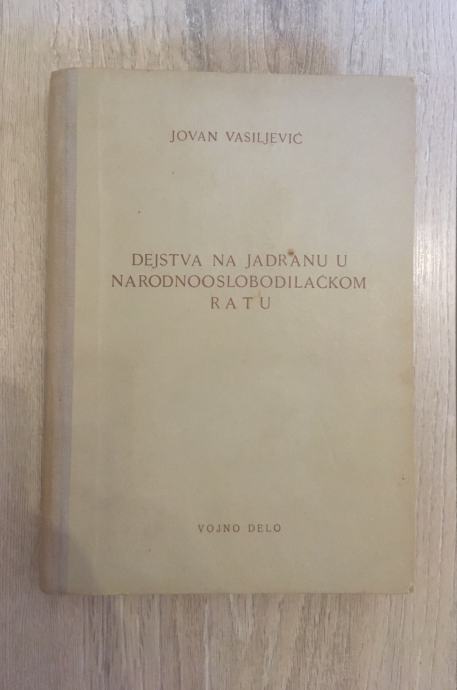 JOVAN VASILJEVIĆ
DEJSTVA NA JADRANU U
NARODNOOSLOBODILAČKOM
RATU
VOJNO DELO